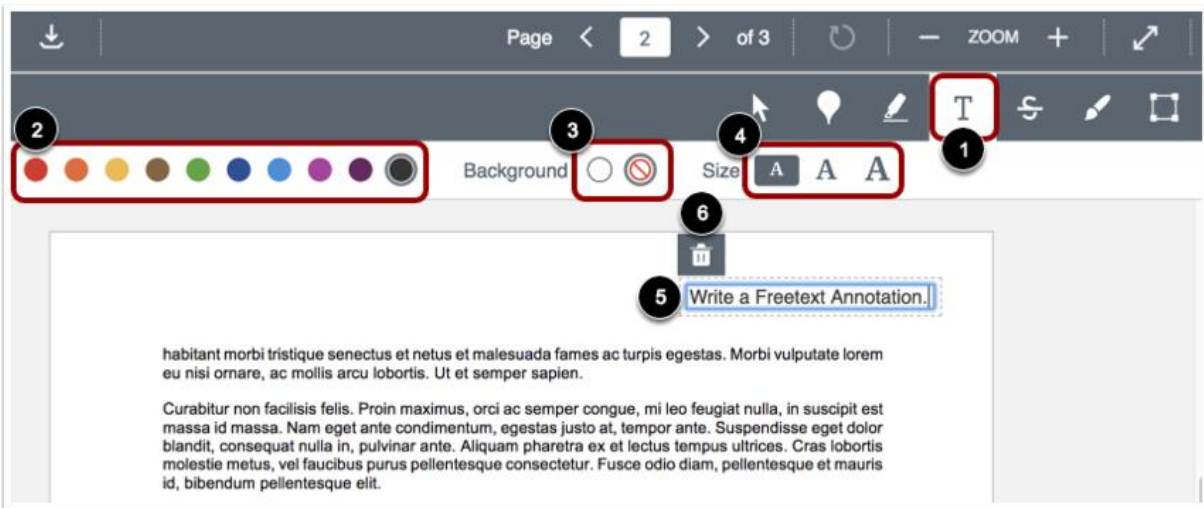 Page < 2 > of 3 − ZOOM +
T S
1
2
3
4
Background Size A A A
6
5 Write a Freetext Annotation.
habitant morbi tristique senectus et netus et malesuada fames ac turpis egestas. Morbi vulputate lorem
eu nisi ornare, ac mollis arcu lobortis. Ut et semper sapien.
Curabitur non facilisis felis. Proin maximus, orci ac semper congue, mi leo feugiat nulla, in suscipit est
massa id massa. Nam eget ante condimentum, egestas justo at, tempor ante. Suspendisse eget dolor
blandit, consequat nulla in, pulvinar ante. Aliquam pharetra ex et lectus tempus ultrices. Cras lobortis
molestie metus, vel faucibus purus pellentesque consectetur. Fusce odio diam, pellentesque et mauris
id, bibendum pellentesque elit.